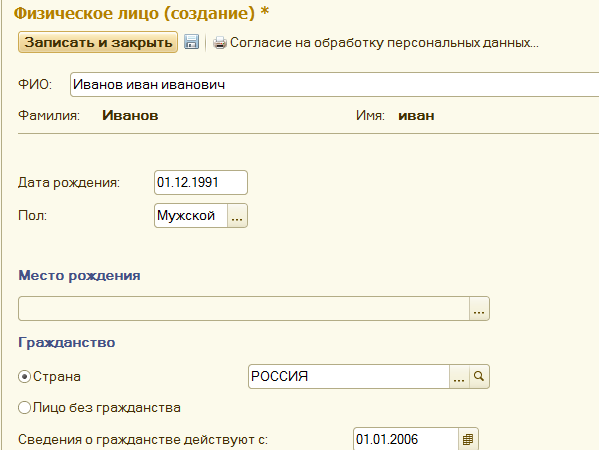 Физическое лицо (создание) *
Записать и закрыть Согласие на обработку персональных данных...
ФИО: Иванов иван иванович
Фамилия: Иванов Имя: иван
Дата рождения: 01.12.1991
Пол: Мужской ...
Место рождения
...
Гражданство
Страна РОССИЯ ...
Лицо без гражданства
Сведения о гражданстве действуют с: 01.01.2006